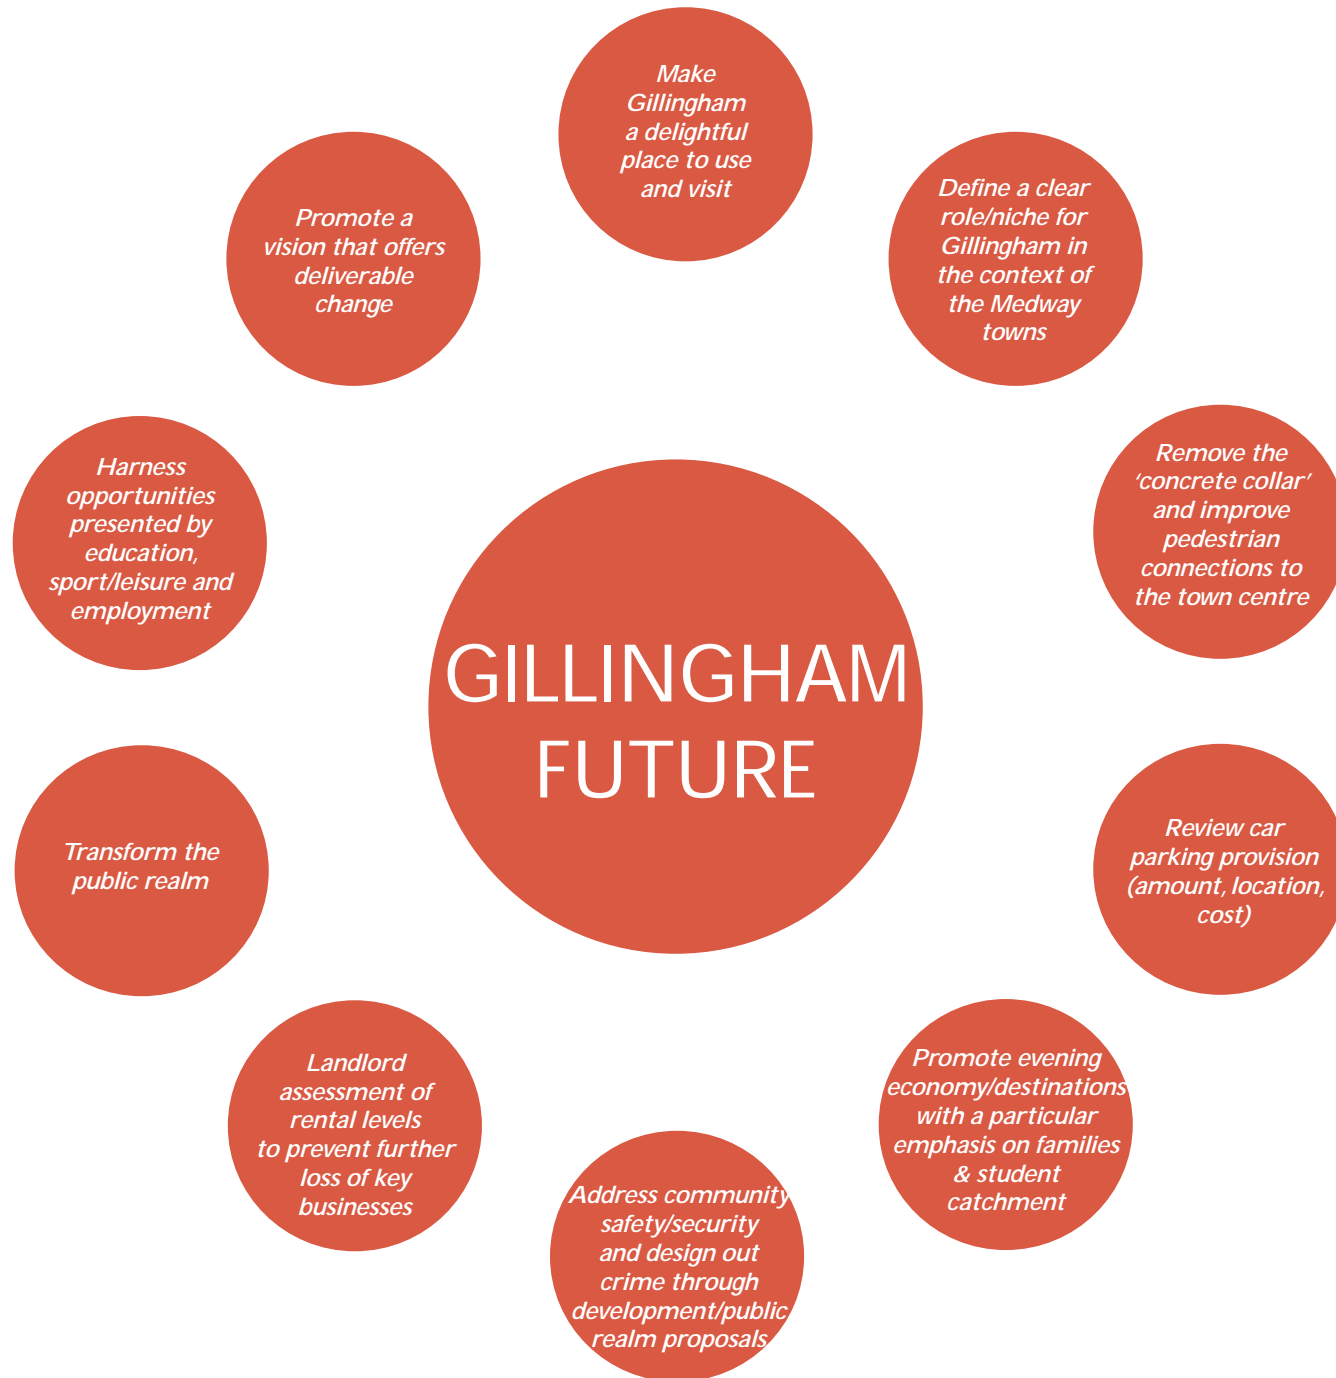 Make
Gillingham
a delightful
place to use
and visit
Define a clear
role/niche for
Gillingham in
the context of
the Medway
towns
Remove the
‘concrete collar’
and improve
pedestrian
connections to
the town centre
Review car
parking provision
(amount, location,
cost)
Promote evening
economy/destinations
with a particular
emphasis on families
& student
catchment
Address community
safety/security
and design out
crime through
development/public
realm proposals
Landlord
assessment of
rental levels
to prevent further
loss of key
businesses
Transform the
public realm
Harness
opportunities
presented by
education,
sport/leisure and
employment
Promote a
vision that offers
deliverable
change
GILLINGHAM
FUTURE